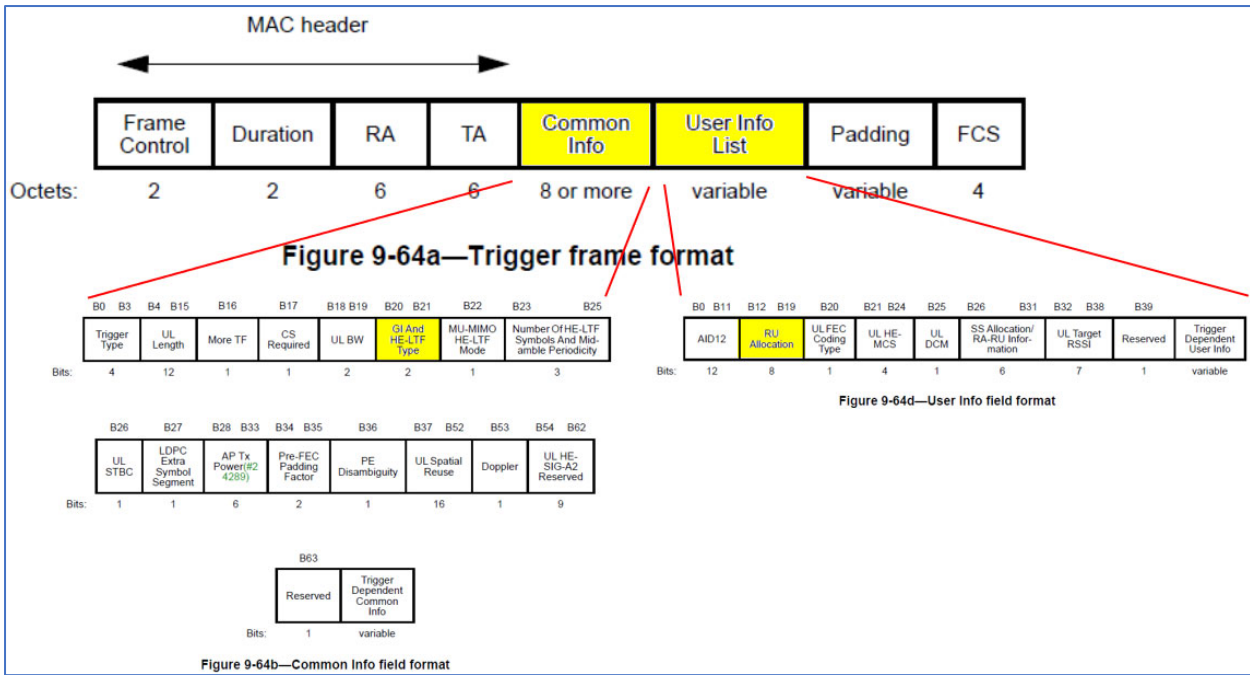 MAC header
Frame Control Duration RA TA Common Info User Info List Padding FCS
Octets: 2 2 6 6 8 or more variable variable 4
Figure 9-64a—Trigger frame format
B0 B3 B4 B15 B16 B17 B18 B19 B20 B21 B22 B23 B25
Trigger Type UL Length More TF CS Required UL BW GI And HE-LTF Type MU-MIMO HE-LTF Mode Number Of HE-LTF Symbols And Mid-amble Periodicity
Bits: 4 12 1 1 2 2 1 3
B0 B11 B12 B19 B20 B21 B24 B25 B26 B31 B32 B38 B39
AID12 RU Allocation UL FEC Coding Type UL HE-MCS UL DCM SS Allocation/ RA-RU Infor-mation UL Target RSSI Reserved Trigger Dependent User Info
Bits: 12 8 1 4 1 6 7 1 variable
Figure 9-64d—User Info field format
B26 B27 B28 B33 B34 B35 B36 B37 B52 B53 B54 B62
UL STBC LDPC Extra Symbol Segment AP Tx Power(#2 4289) Pre-FEC Padding Factor PE Disambiguity UL Spatial Reuse Doppler UL HE-SIG-A2 Reserved
Bits: 1 1 6 2 1 16 1 9
B63
Reserved Trigger Dependent Common Info
Bits: 1 variable
Figure 9-64b—Common Info field format